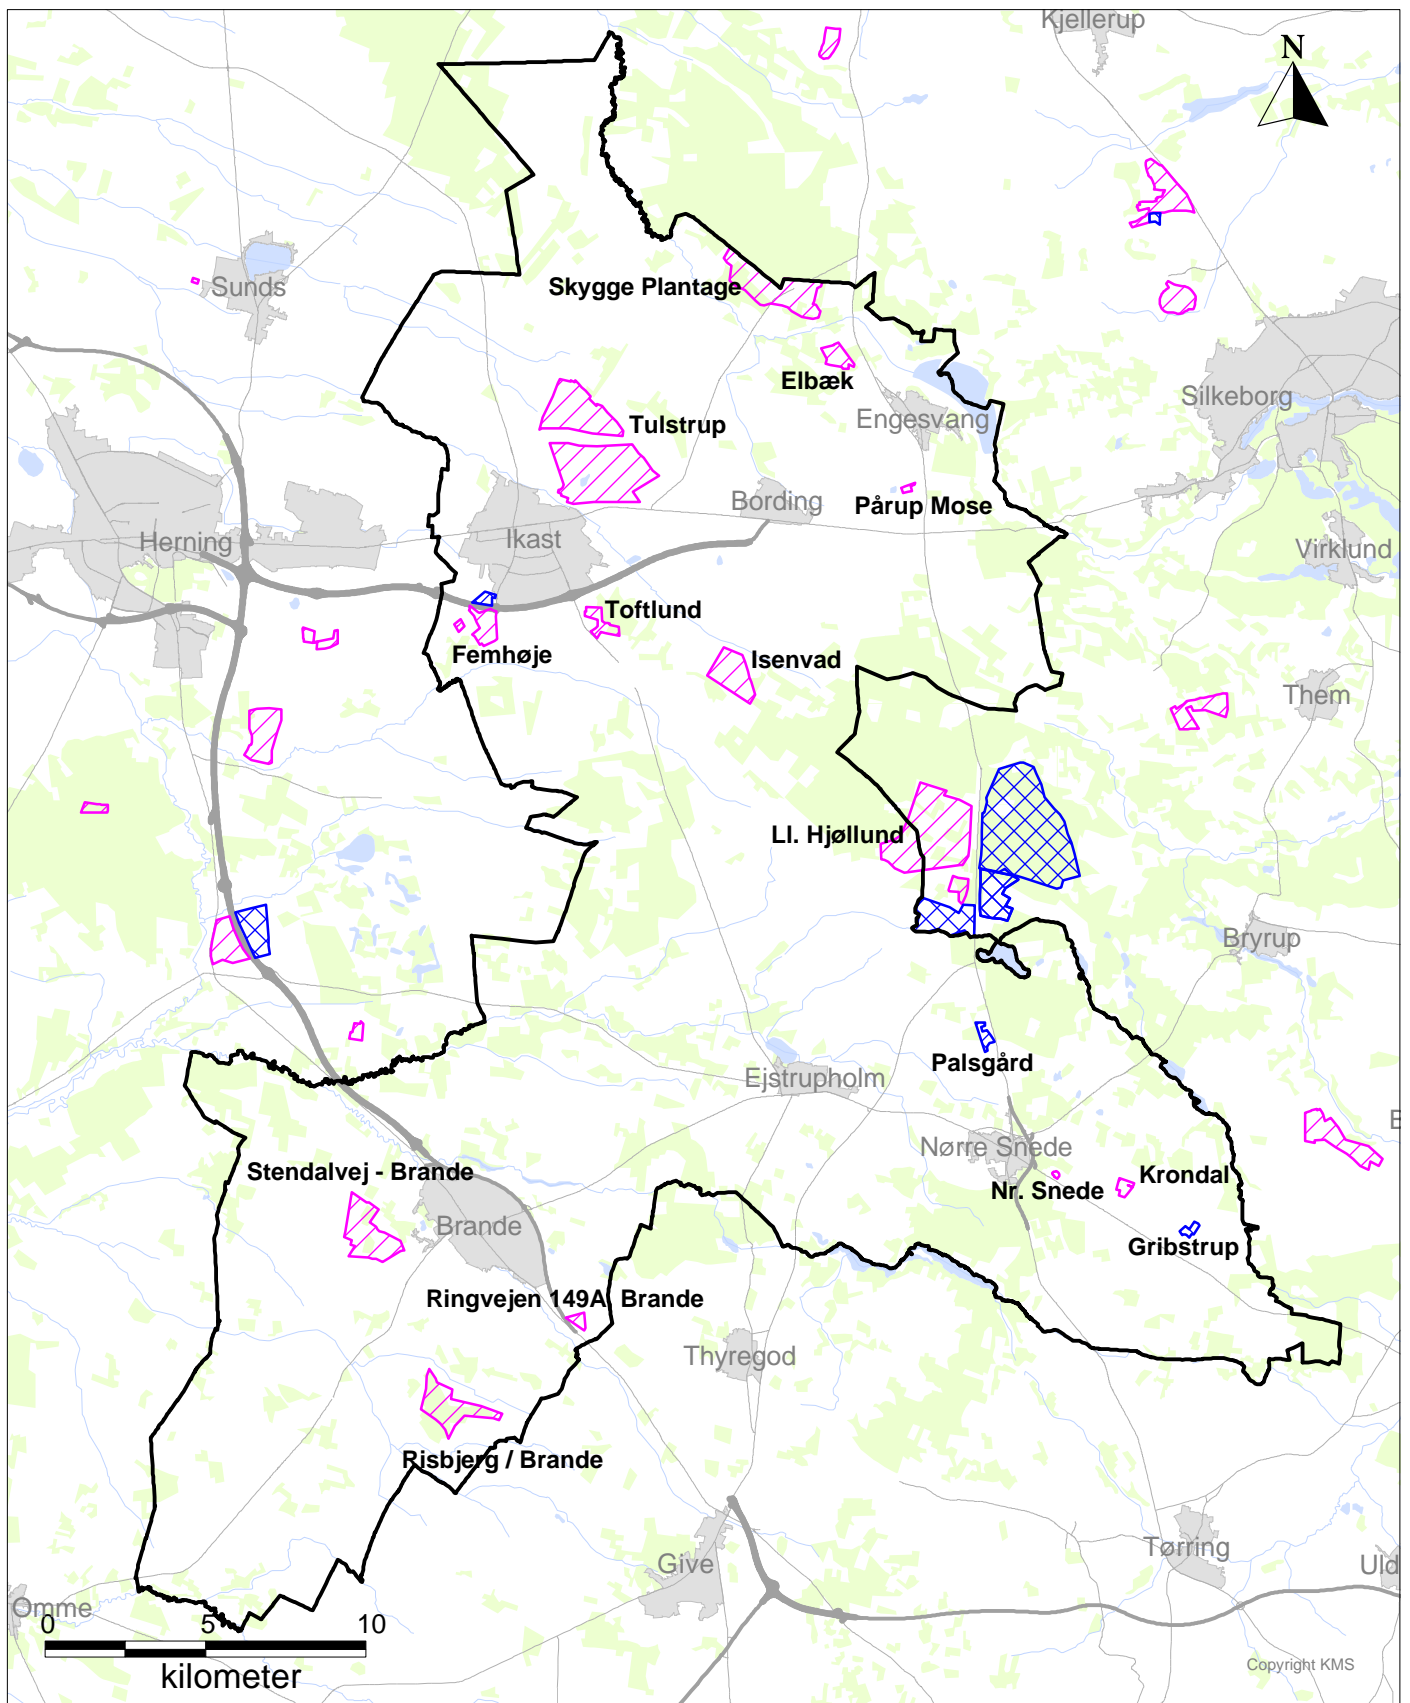 Kjellerup
N
Sunds
Skygge Plantage
Elbæk
Silkeborg
Engesvang
Tulstrup
Bording
Pårup Mose
Herning
Ikast
Virklund
Toftlund
Femhøje
Isenvad
Them
Ll. Hjøllund
Bryrup
Palsgård
Ejstrupholm
B
Nørre Snede
Stendalvej - Brande
Krondal
Nr. Snede
Brande
Gribstrup
Ringvejen 149A, Brande
Thyregod
Risbjerg / Brande
Tørring
Give
Uld
Omme
0 5 10
kilometer
Copyright KMS